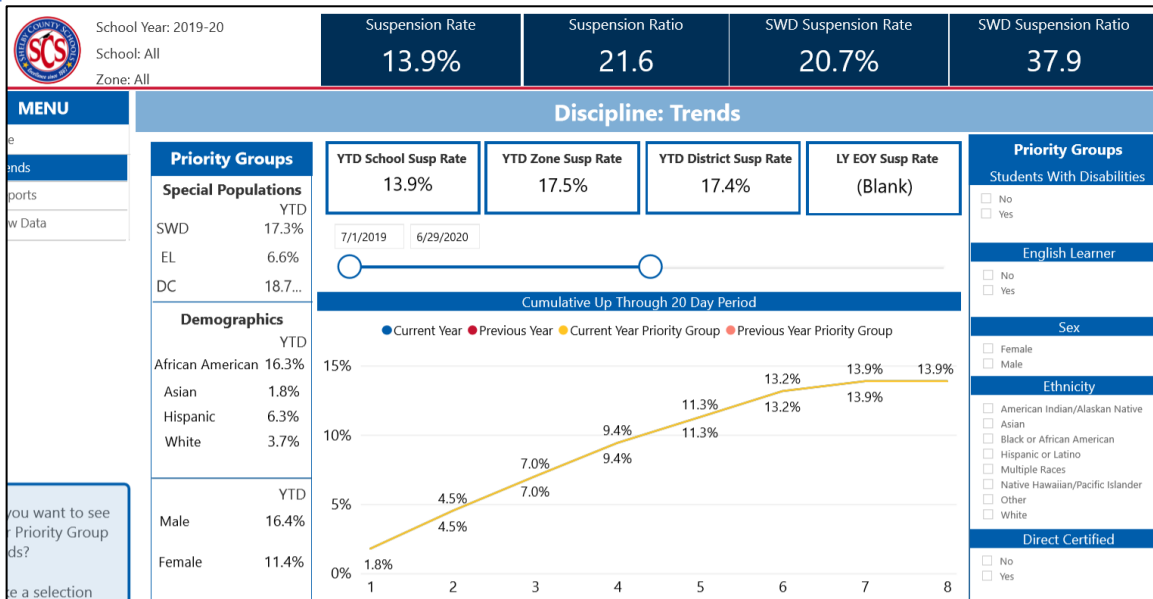 SHELBY COUNTY SCHOOLS
SCS
School Year: 2019-20
School: All
Zone: All
Suspension Rate
13.9%
Suspension Ratio
21.6
SWD Suspension Rate
20.7%
SWD Suspension Ratio
37.9
MENU
e
ends
ports
w Data
you want to see
r Priority Group
ds?
ke a selection
Discipline: Trends
Priority Groups
Special Populations
YTD
SWD 17.3%
EL 6.6%
DC 18.7...
Demographics
YTD
African American 16.3%
Asian 1.8%
Hispanic 6.3%
White 3.7%
YTD
Male 16.4%
Female 11.4%
YTD School Susp Rate
13.9%
YTD Zone Susp Rate
17.5%
YTD District Susp Rate
17.4%
LY EOY Susp Rate
(Blank)
7/1/2019 6/29/2020
Cumulative Up Through 20 Day Period
Current Year Previous Year Current Year Priority Group Previous Year Priority Group
15%
10%
5%
0%
1.8%
4.5%
4.5%
7.0%
7.0%
9.4%
9.4%
11.3%
11.3%
13.2%
13.2%
13.9%
13.9%
13.9%
1 2 3 4 5 6 7 8
Priority Groups
Students With Disabilities
No
Yes
English Learner
No
Yes
Sex
Female
Male
Ethnicity
American Indian/Alaskan Native
Asian
Black or African American
Hispanic or Latino
Multiple Races
Native Hawaiian/Pacific Islander
Other
White
Direct Certified
No
Yes